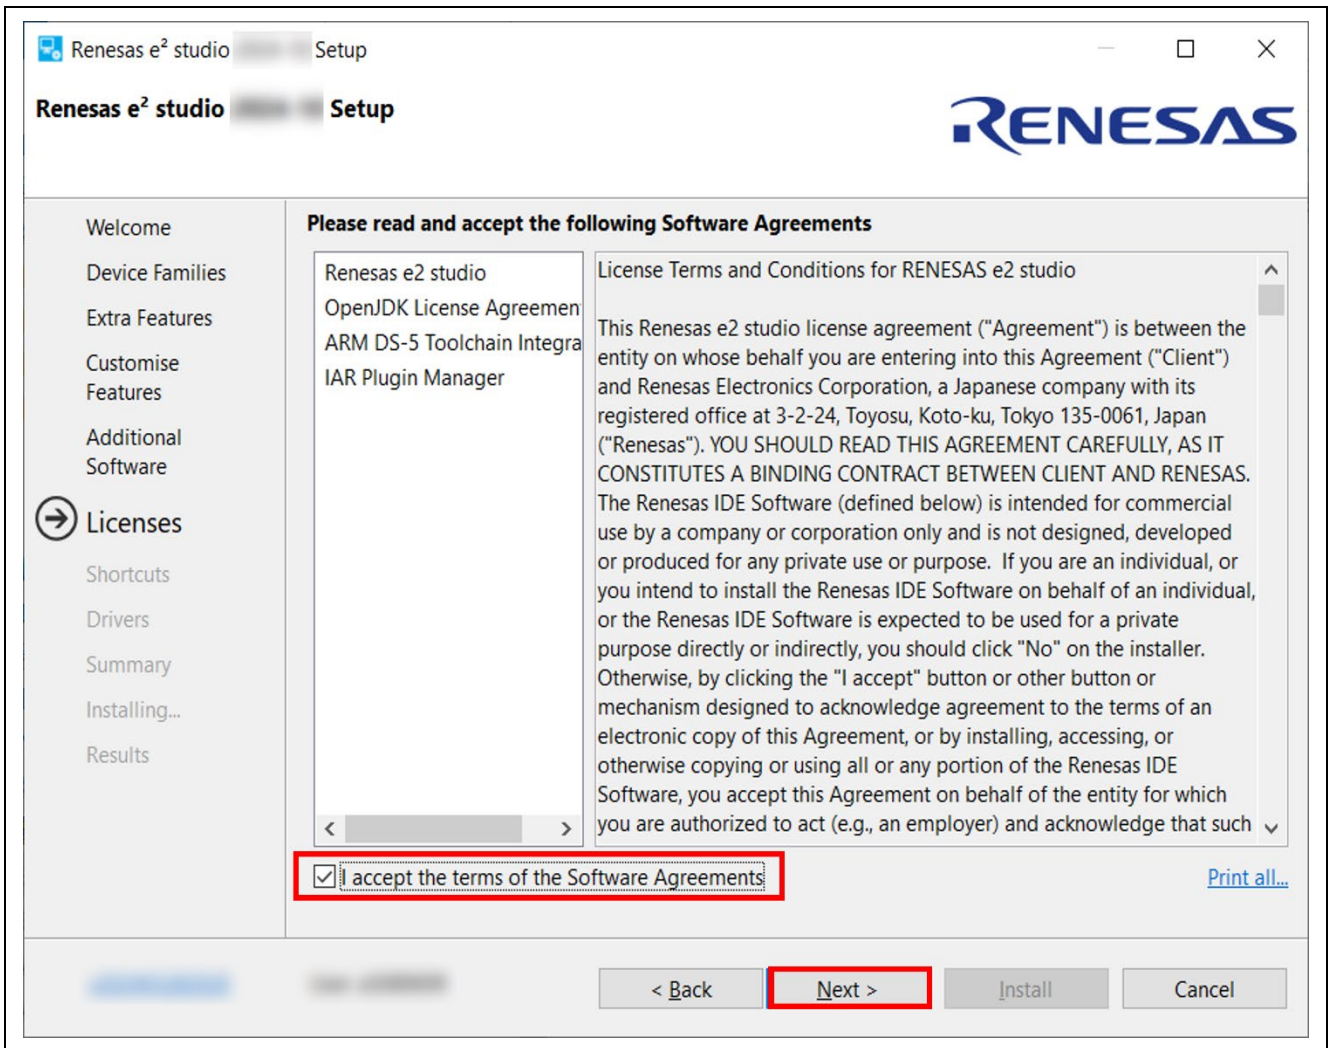 Renesas e² studio Setup
Renesas e² studio Setup
RENESAS
Welcome
Device Families
Extra Features
Customise
Features
Additional
Software
Licenses
Shortcuts
Drivers
Summary
Installing...
Results
Please read and accept the following Software Agreements
Renesas e2 studio
OpenJDK License Agreemen
ARM DS-5 Toolchain Integra
IAR Plugin Manager
License Terms and Conditions for RENESAS e2 studio
This Renesas e2 studio license agreement ("Agreement") is between the
entity on whose behalf you are entering into this Agreement ("Client")
and Renesas Electronics Corporation, a Japanese company with its
registered office at 3-2-24, Toyosu, Koto-ku, Tokyo 135-0061, Japan
("Renesas"). YOU SHOULD READ THIS AGREEMENT CAREFULLY, AS IT
CONSTITUTES A BINDING CONTRACT BETWEEN CLIENT AND RENESAS.
The Renesas IDE Software (defined below) is intended for commercial
use by a company or corporation only and is not designed, developed
or produced for any private use or purpose.  If you are an individual, or
you intend to install the Renesas IDE Software on behalf of an individual,
or the Renesas IDE Software is expected to be used for a private
purpose directly or indirectly, you should click "No" on the installer.
Otherwise, by clicking the "I accept" button or other button or
mechanism designed to acknowledge agreement to the terms of an
electronic copy of this Agreement, or by installing, accessing, or
otherwise copying or using all or any portion of the Renesas IDE
Software, you accept this Agreement on behalf of the entity for which
you are authorized to act (e.g., an employer) and acknowledge that such
I accept the terms of the Software Agreements
Print all...
< Back
Next >
Install
Cancel